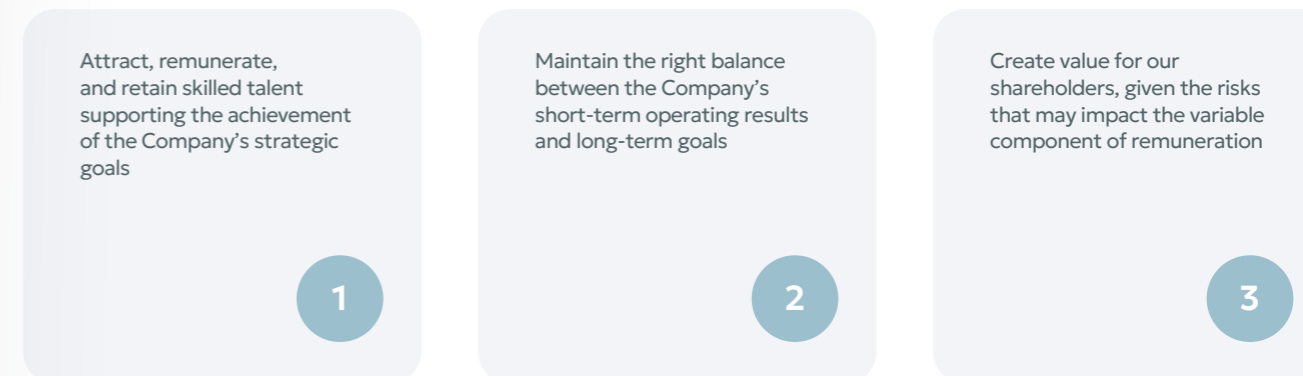 Attract, remunerate,
and retain skilled talent
supporting the achievement
of the Company’s strategic
goals
1
Maintain the right balance
between the Company’s
short-term operating results
and long-term goals
2
Create value for our
shareholders, given the risks
that may impact the variable
component of remuneration
3